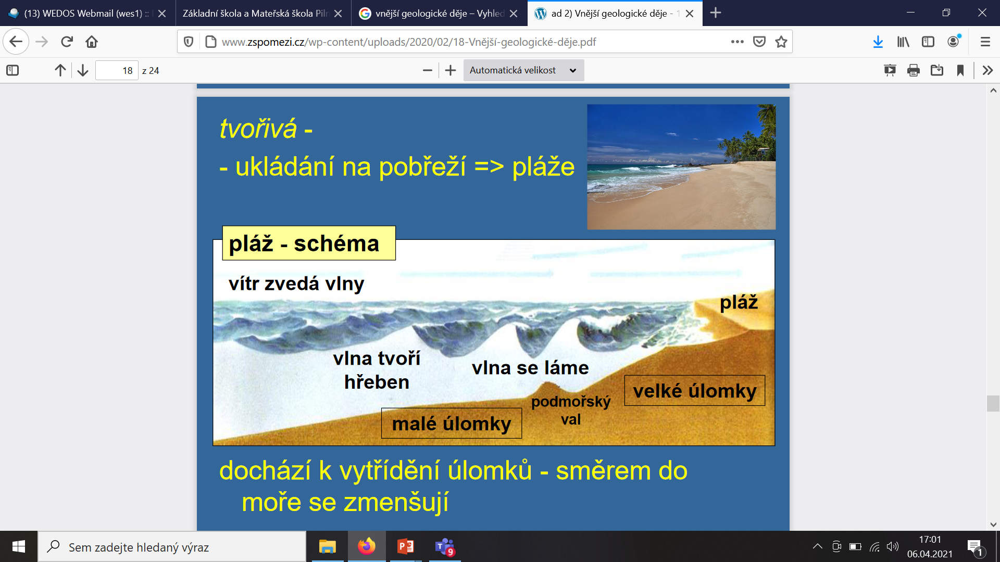 (13) WEDOS Webmail (wes1) ::
Základní škola a Mateřská škola Piln
vnější geologické děje – Vyhled
ad 2) Vnější geologické děje - 1
www.zspomezi.cz/wp-content/uploads/2020/02/18-Vnější-geologické-děje.pdf
18 z 24
Automatická velikost
tvořivá -
- ukládání na pobřeží => pláže
pláž - schéma
vítr zvedá vlny
pláž
vlna tvoří
hřeben
vlna se láme
velké úlomky
podmořský
val
malé úlomky
dochází k vytřídění úlomků - směrem do
moře se zmenšují
Sem zadejte hledaný výraz
9
17:01
06.04.2021
1